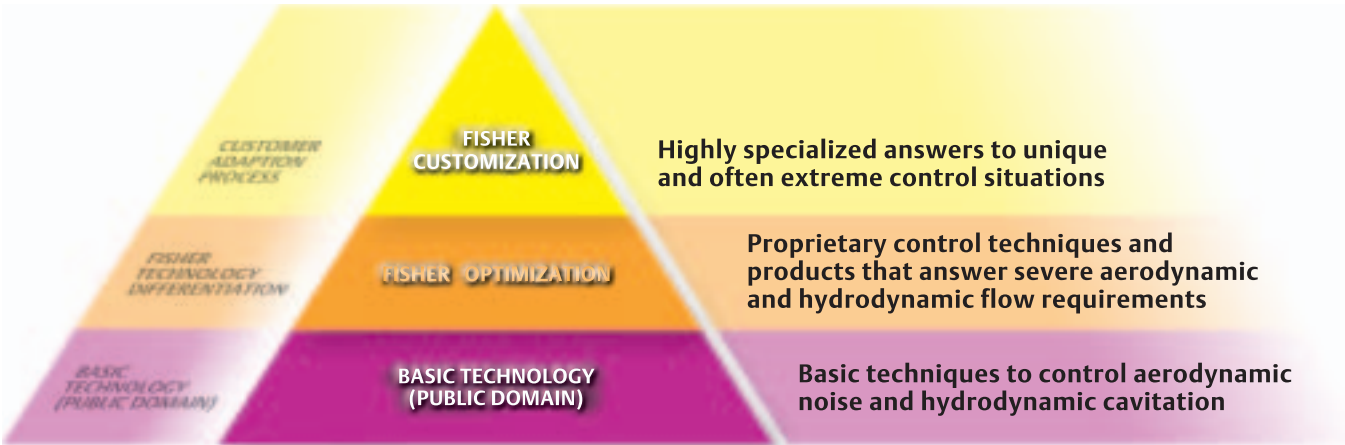 CUSTOMER
ADAPTION
PROCESS
FISHER
CUSTOMIZATION
Highly specialized answers to unique
and often extreme control situations
FISHER
TECHNOLOGY
DIFFERENTIATION
FISHER OPTIMIZATION
Proprietary control techniques and
products that answer severe aerodynamic
and hydrodynamic flow requirements
BASIC
TECHNOLOGY
(PUBLIC DOMAIN)
BASIC TECHNOLOGY
(PUBLIC DOMAIN)
Basic techniques to control aerodynamic
noise and hydrodynamic cavitation